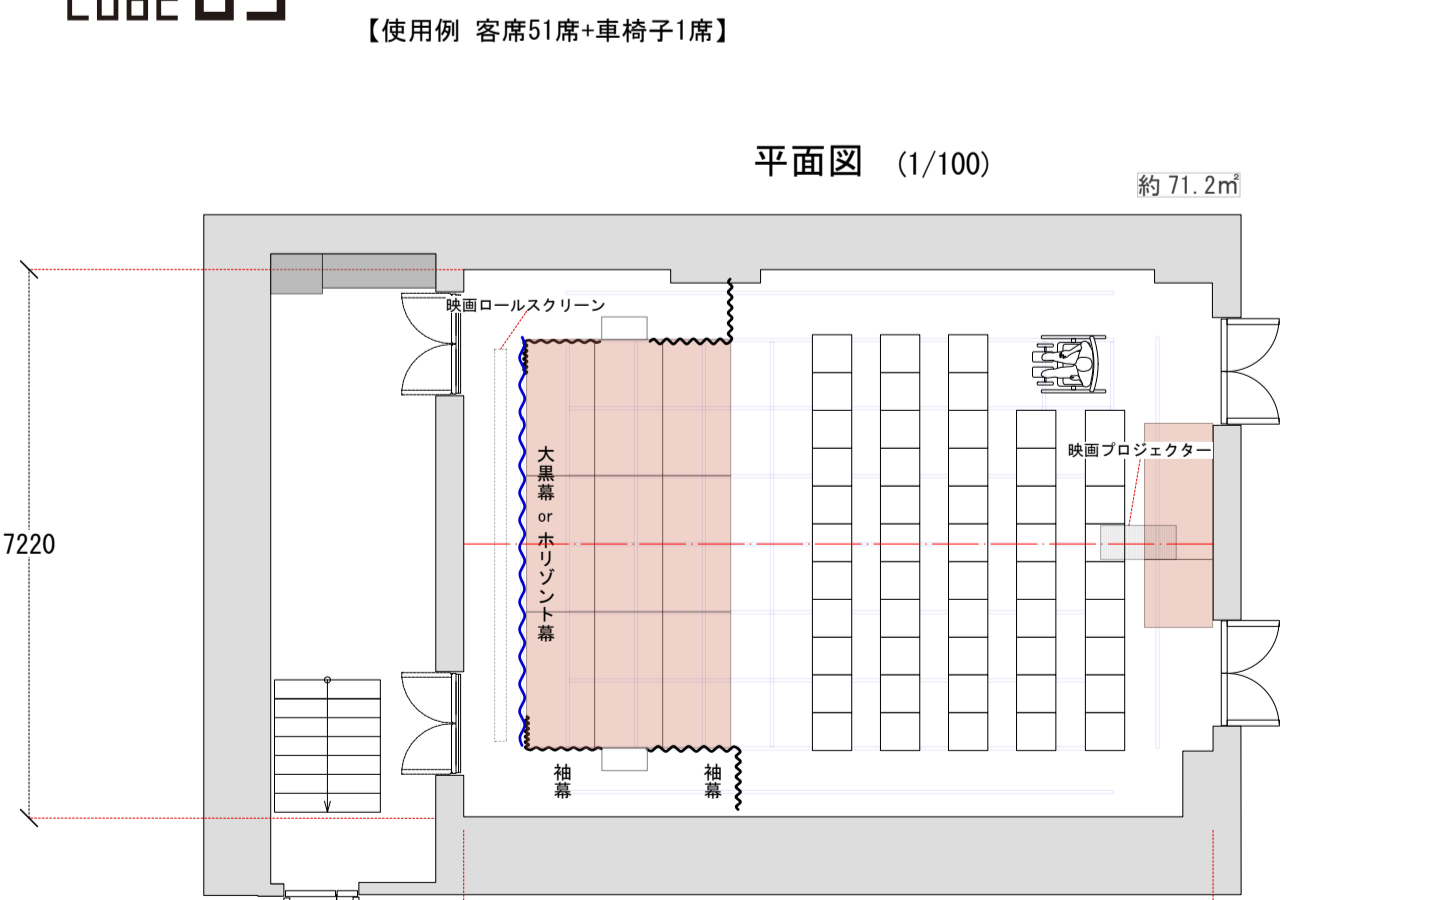 【使用例 客席51席+車椅子1席】
平面図 (1/100)
約71.2㎡
映画ロールスクリーン
映画プロジェクター
大黒幕 or ホリゾント幕
7220
袖幕
袖幕